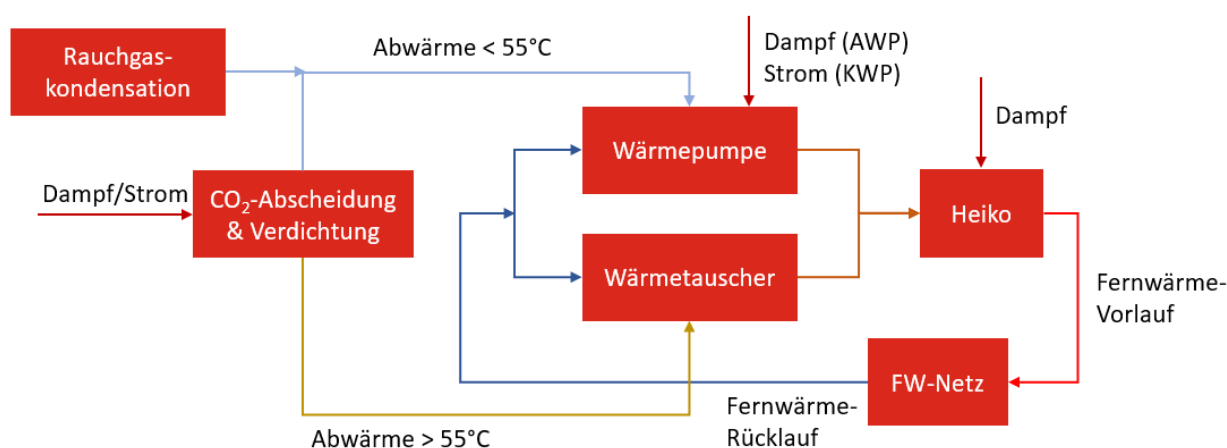 Rauchgas-
kondensation
Abwärme < 55°C
Dampf (AWP)
Strom (KWP)
Dampf
Wärmepumpe
Dampf/Strom
CO₂-Abscheidung
& Verdichtung
Heiko
Wärmetauscher
Fernwärme-
Vorlauf
FW-Netz
Fernwärme-
Rücklauf
Abwärme > 55°C